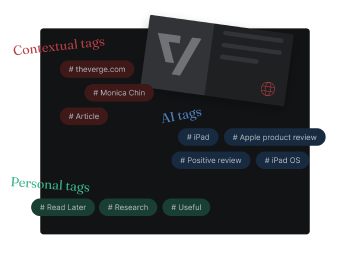 Contextual tags
# theverge.com
# Monica Chin
# Article
AI tags
# iPad
# Apple product review
# Positive review
# iPad OS
Personal tags
# Read Later
# Research
# Useful